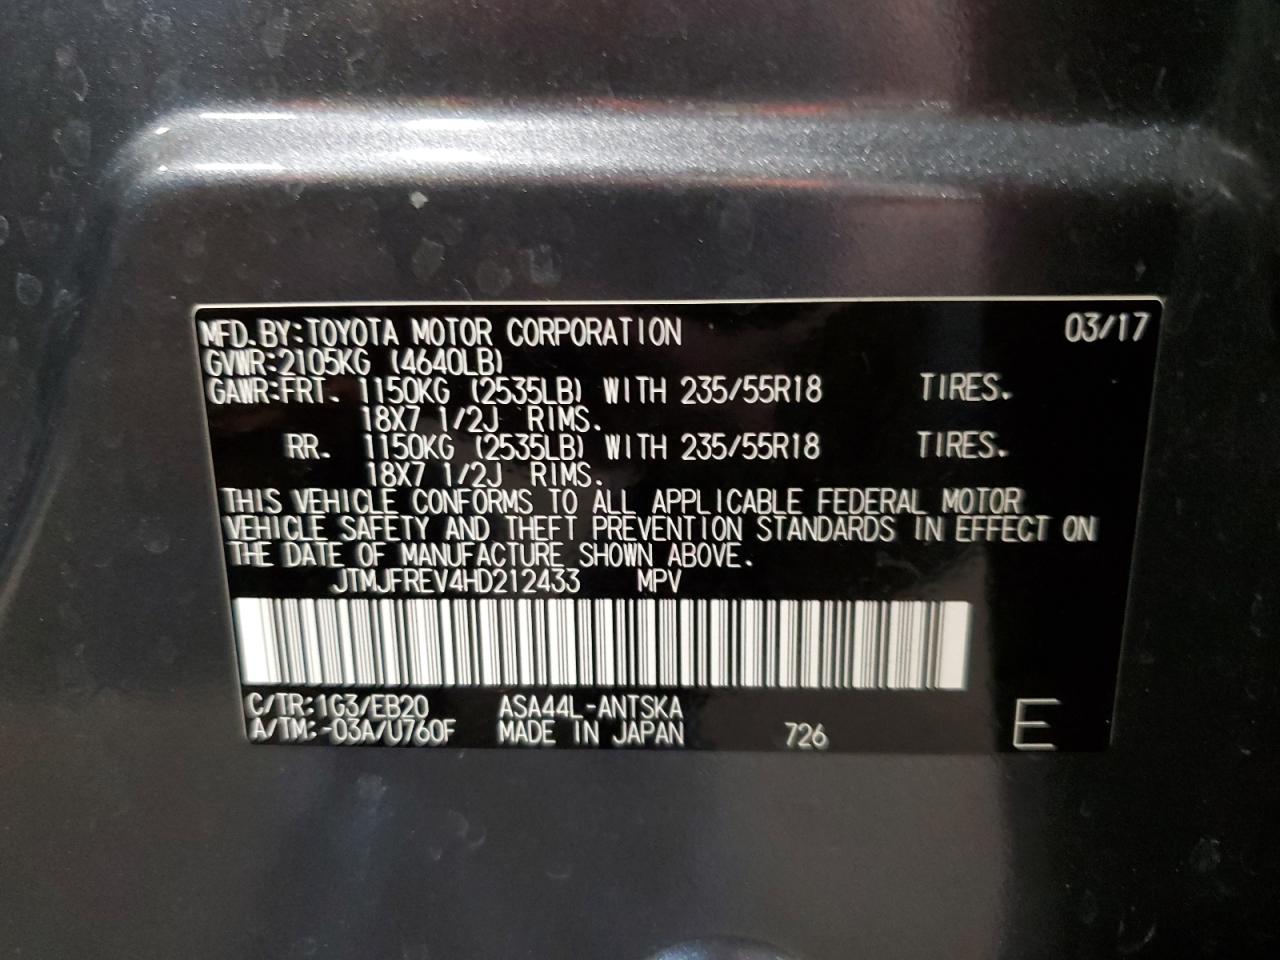 MFD.BY:TOYOTA MOTOR CORPORATION 03/17
GVWR:2105KG (4640LB)
GAWR:FRT. 1150KG (2535LB) WITH 235/55R18 TIRES.
18X7 1/2J RIMS.
RR. 1150KG (2535LB) WITH 235/55R18 TIRES.
18X7 1/2J RIMS.
THIS VEHICLE CONFORMS TO ALL APPLICABLE FEDERAL MOTOR
VEHICLE SAFETY AND THEFT PREVENTION STANDARDS IN EFFECT ON
THE DATE OF MANUFACTURE SHOWN ABOVE.
JTMJFREV4HD212433 MPV
C/TR:1G3/EB20 ASA44L-ANTSKA
A/TM:-03A/U760F MADE IN JAPAN 726 E